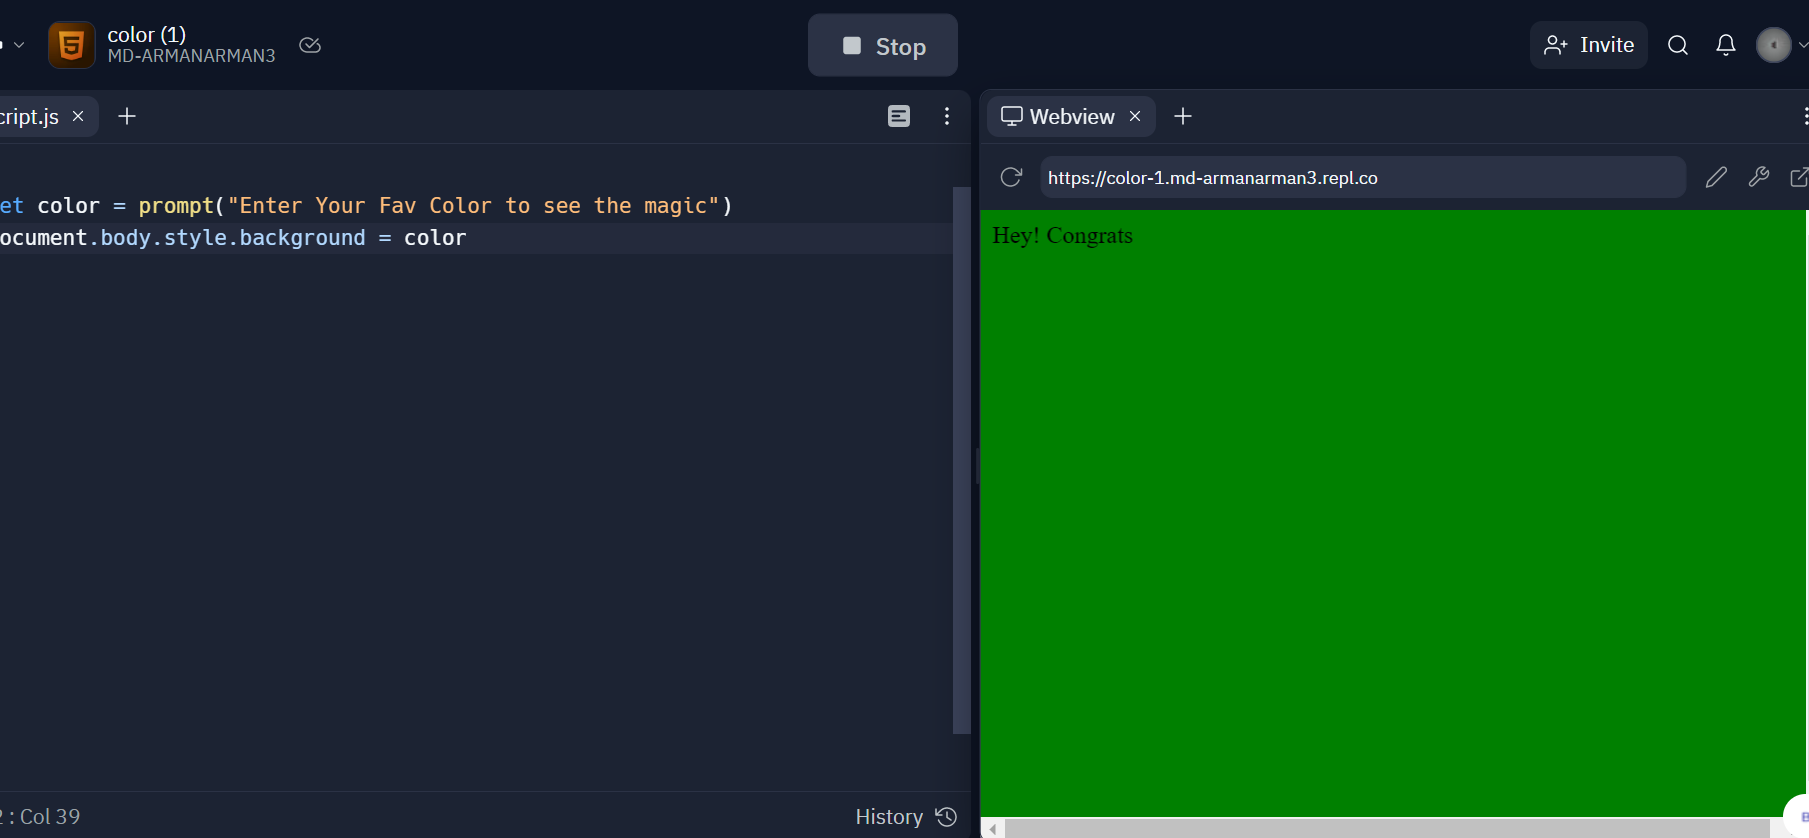 color (1)
MD-ARMANARMAN3
Stop
Invite
cript.js
Webview
https://color-1.md-armanarman3.repl.co
et color = prompt("Enter Your Fav Color to see the magic")
ocument.body.style.background = color
Hey! Congrats
: Col 39
History